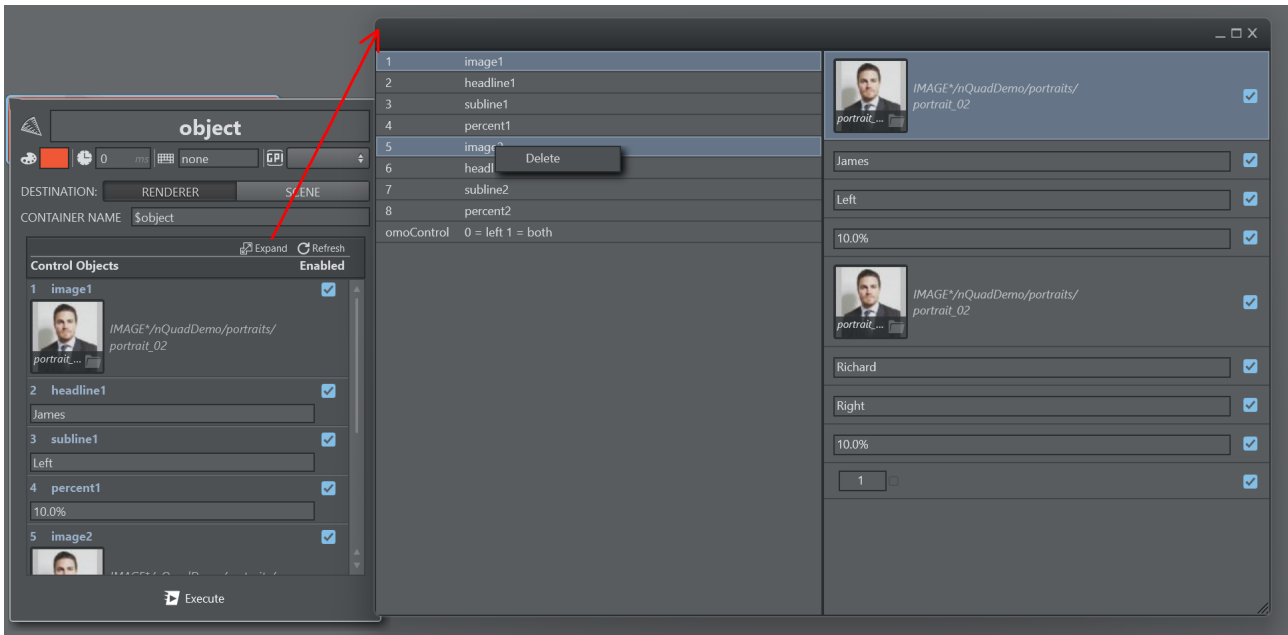 object
0 ms none GPI
DESTINATION: RENDERER SCENE
CONTAINER NAME $object
Expand Refresh
Control Objects Enabled
1 image1
IMAGE*/nQuadDemo/portraits/
portrait_02
portrait_...
2 headline1
James
3 subline1
Left
4 percent1
10.0%
5 image2
Execute
1 image1
2 headline1
3 subline1
4 percent1
5 image2
Delete
6 headl
7 subline2
8 percent2
omoControl 0 = left 1 = both
IMAGE*/nQuadDemo/portraits/
portrait_02
portrait_...
James
Left
10.0%
IMAGE*/nQuadDemo/portraits/
portrait_02
portrait_...
Richard
Right
10.0%
1